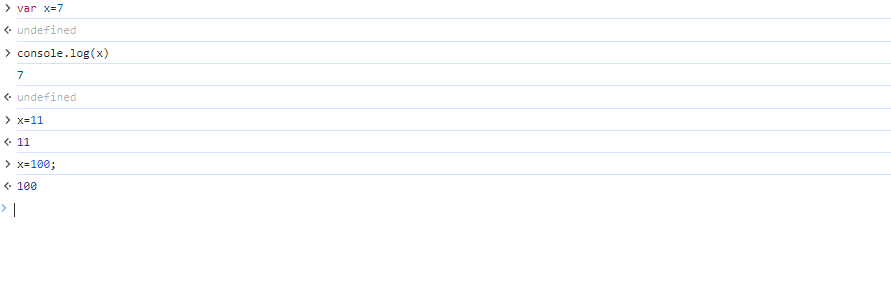 var x=7
undefined
console.log(x)
7
undefined
x=11
11
x=100;
100